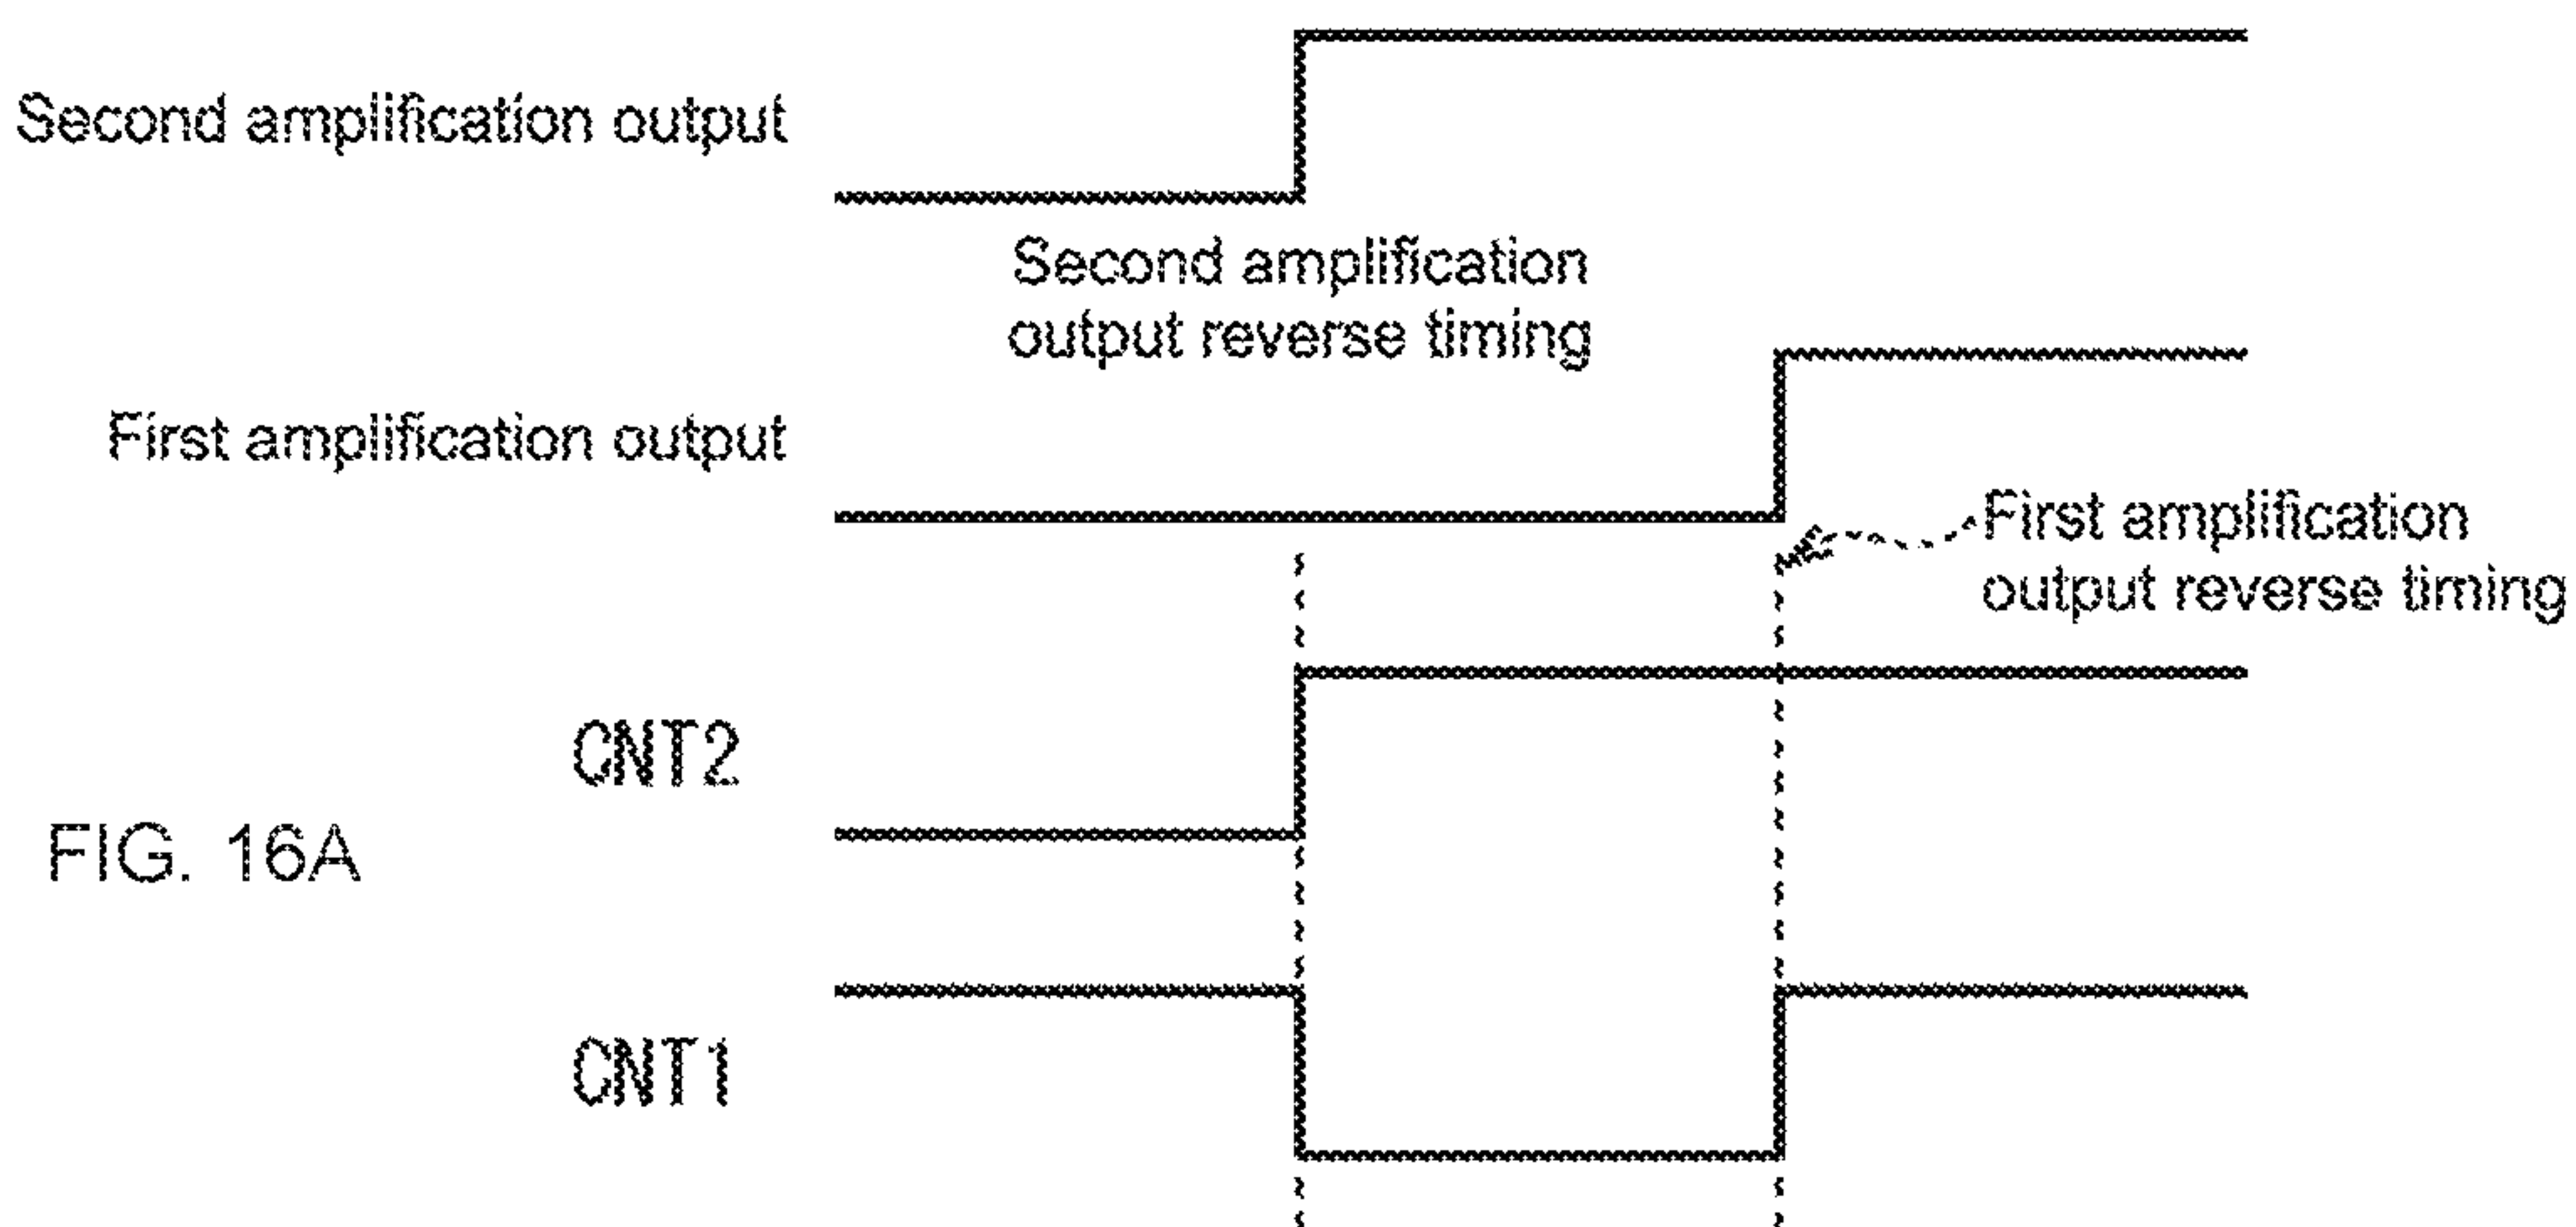 Second amplification output
Second amplification
output reverse timing
First amplification output
First amplification
output reverse timing
CNT2
FIG. 16A
CNT1